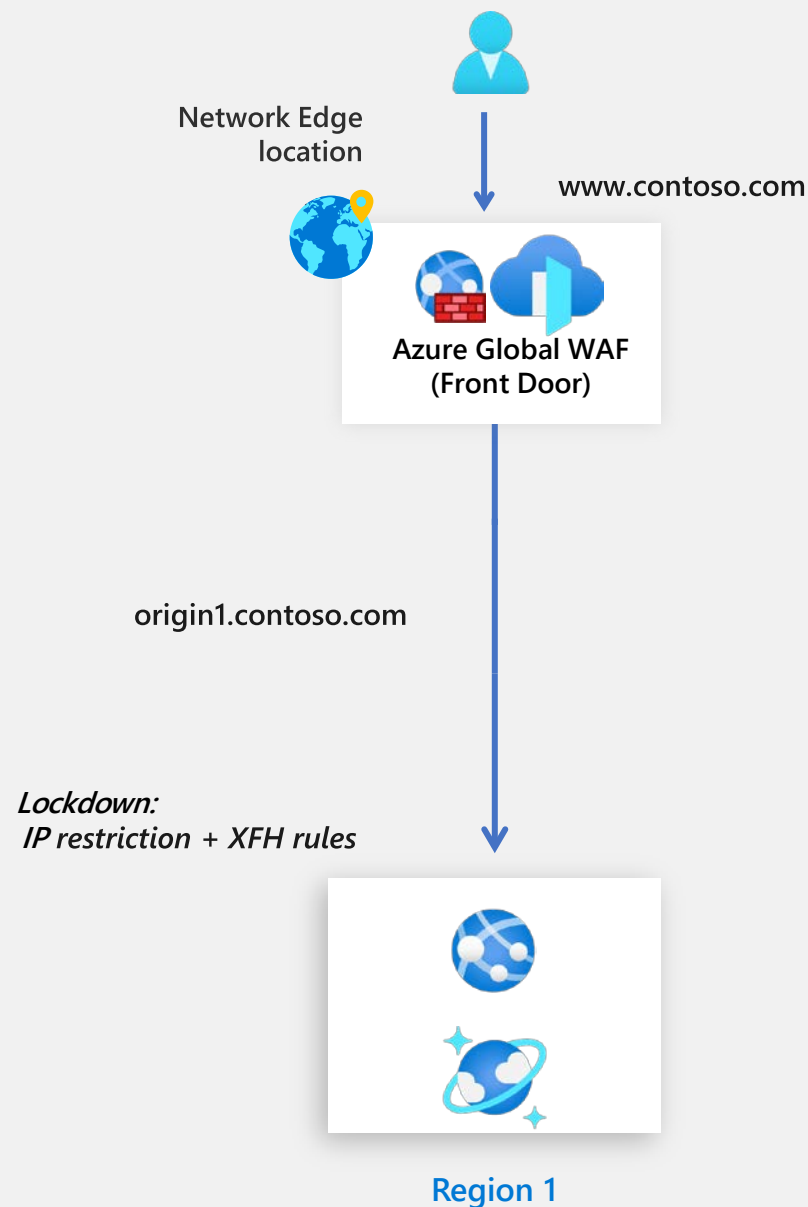 Network Edge
location
www.contoso.com
Azure Global WAF
(Front Door)
origin1.contoso.com
Lockdown:
IP restriction + XFH rules
Region 1